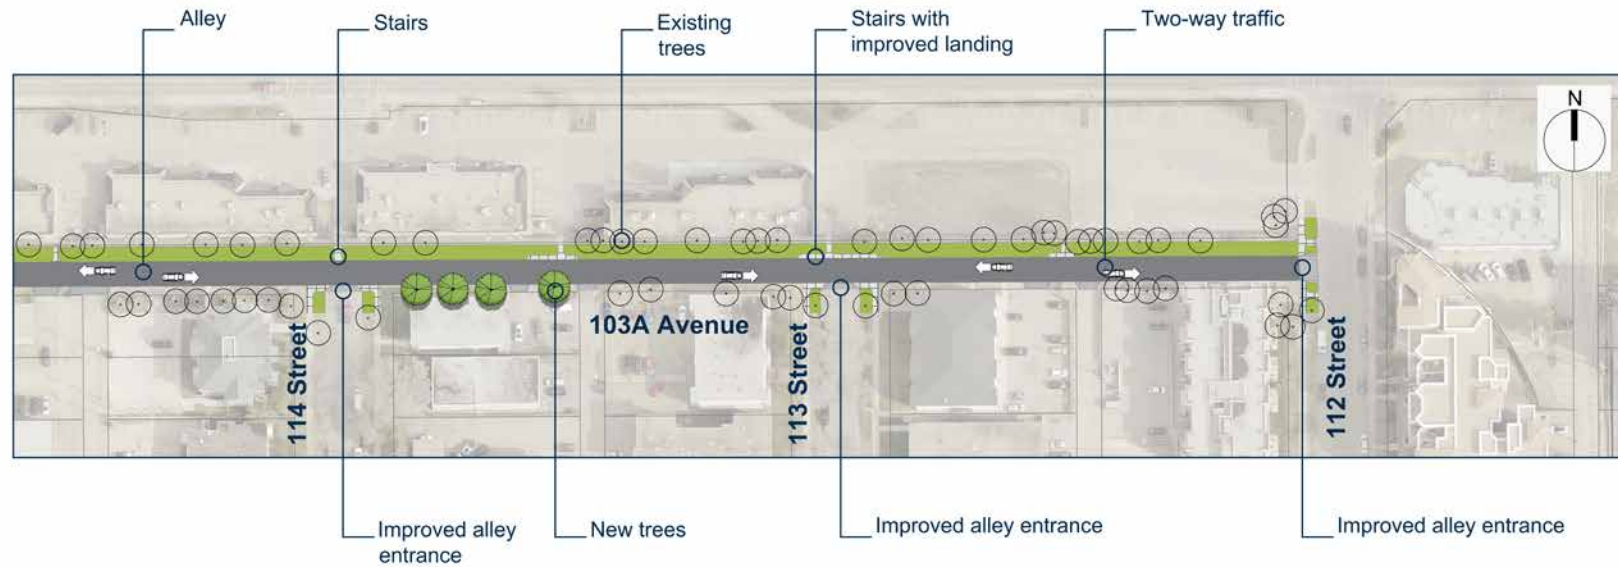 Alley
Stairs
Existing
trees
Stairs with
improved landing
Two-way traffic
N
103A Avenue
114 Street
113 Street
112 Street
Improved alley
entrance
New trees
Improved alley entrance
Improved alley entrance